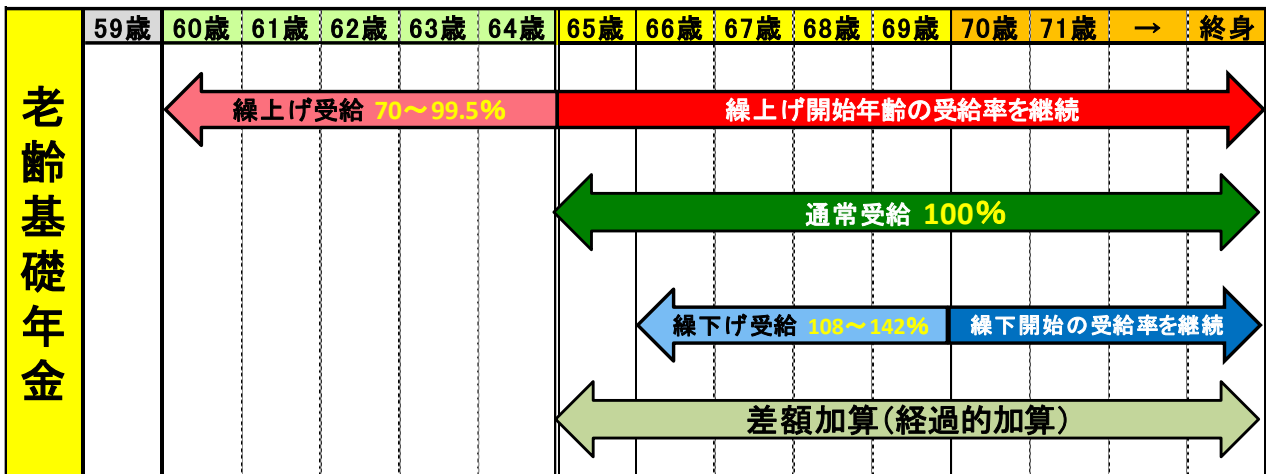 59歳 60歳 61歳 62歳 63歳 64歳 65歳 66歳 67歳 68歳 69歳 70歳 71歳 → 終身
老齢基礎年金
繰上げ受給 70～99.5% 繰上げ開始年齢の受給率を継続
通常受給 100%
繰下げ受給 108～142% 繰下開始の受給率を継続
差額加算（経過的加算）